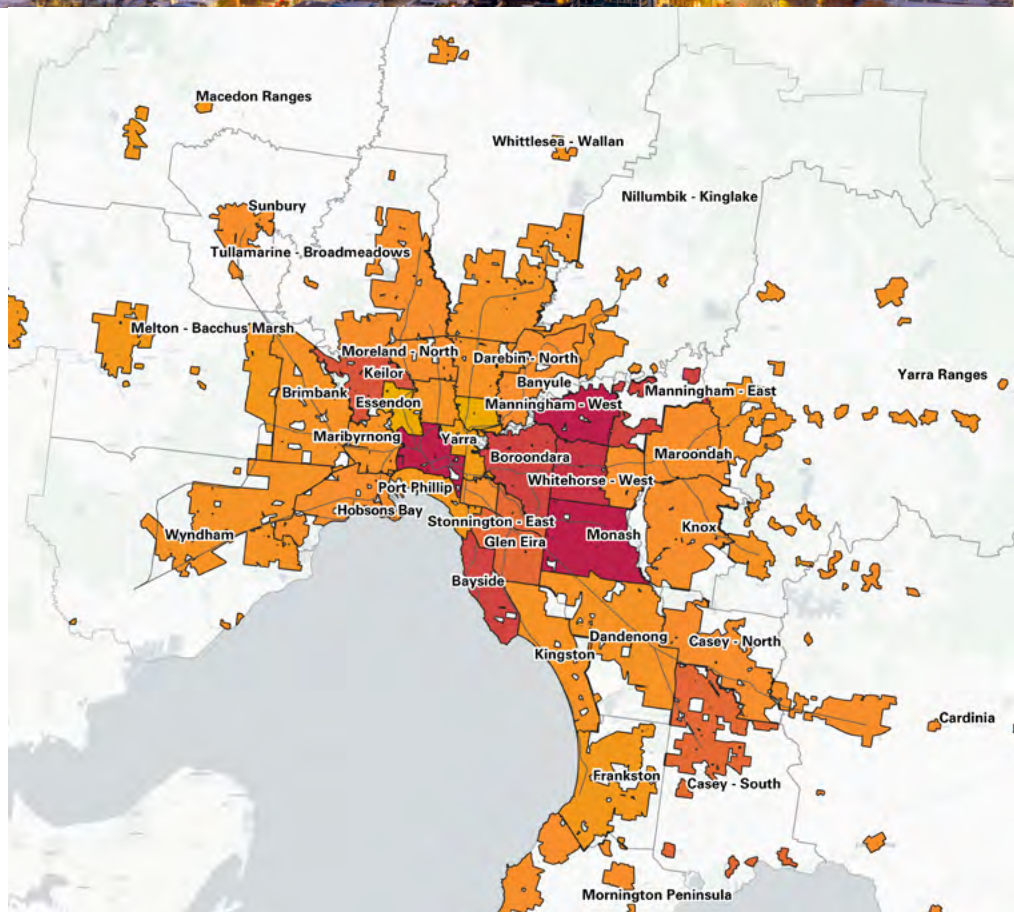 Macedon Ranges
Whittlesea - Wallan
Nillumbik - Kinglake
Sunbury
Tullamarine - Broadmeadows
Melton - Bacchus Marsh
Moreland - North
Darebin - North
Keilor
Banyule
Yarra Ranges
Brimbank
Essendon
Manningham - West
Manningham - East
Maribyrnong
Yarra
Boroondara
Maroondah
Whitehorse - West
Port Phillip
Hobsons Bay
Stonnington - East
Wyndham
Glen Eira
Monash
Knox
Bayside
Dandenong
Casey - North
Kingston
Cardinia
Frankston
Casey - South
Mornington Peninsula